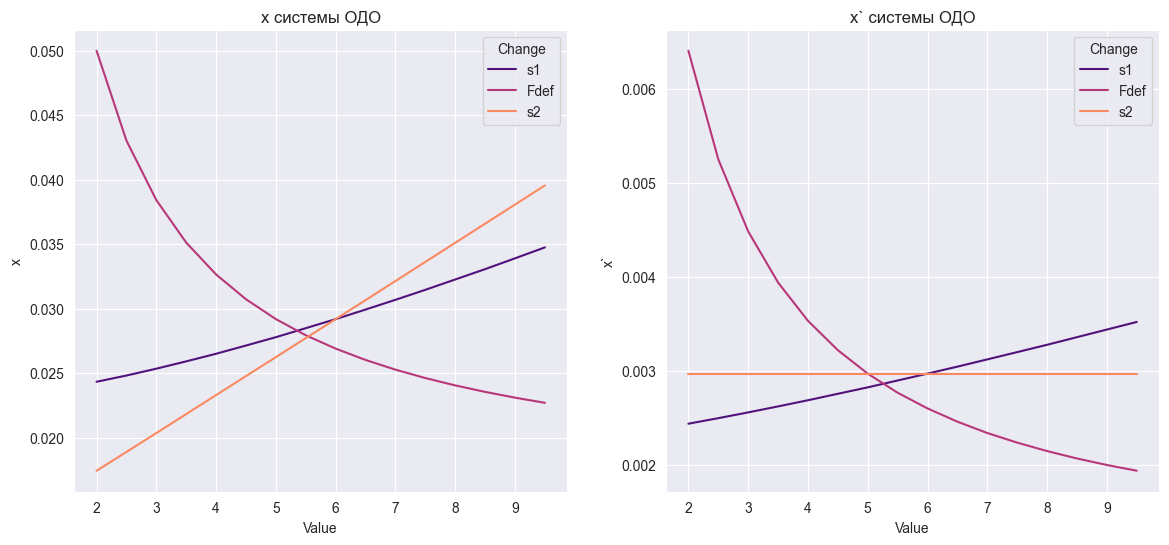 x системы ОДО
0.050
0.045
0.040
0.035
0.030
0.025
0.020
x
2 3 4 5 6 7 8 9
Value
Change
s1
Fdef
s2
x` системы ОДО
0.006
0.005
0.004
0.003
0.002
x`
2 3 4 5 6 7 8 9
Value
Change
s1
Fdef
s2